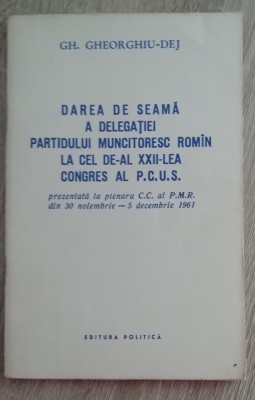 GH. GHEORGHIU-DEJ
DAREA DE SEAMĂ
A DELEGAŢIEI
PARTIDULUI MUNCITORESC ROMÎN
LA CEL DE-AL XXII-LEA
CONGRES AL P.C.U.S.
prezentată la plenara C.C. al P.M.R.
din 30 noiembrie — 5 decembrie 1961
EDITURA POLITICĂ